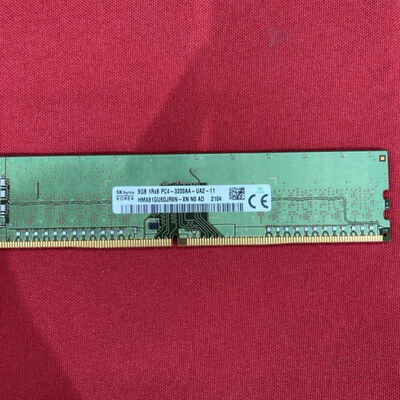 SK hynix 8GB 1Rx8 PC4-3200AA-UA2-11
KOREA HMA81GU6DJR8N-XN N0 AD 2104
CE